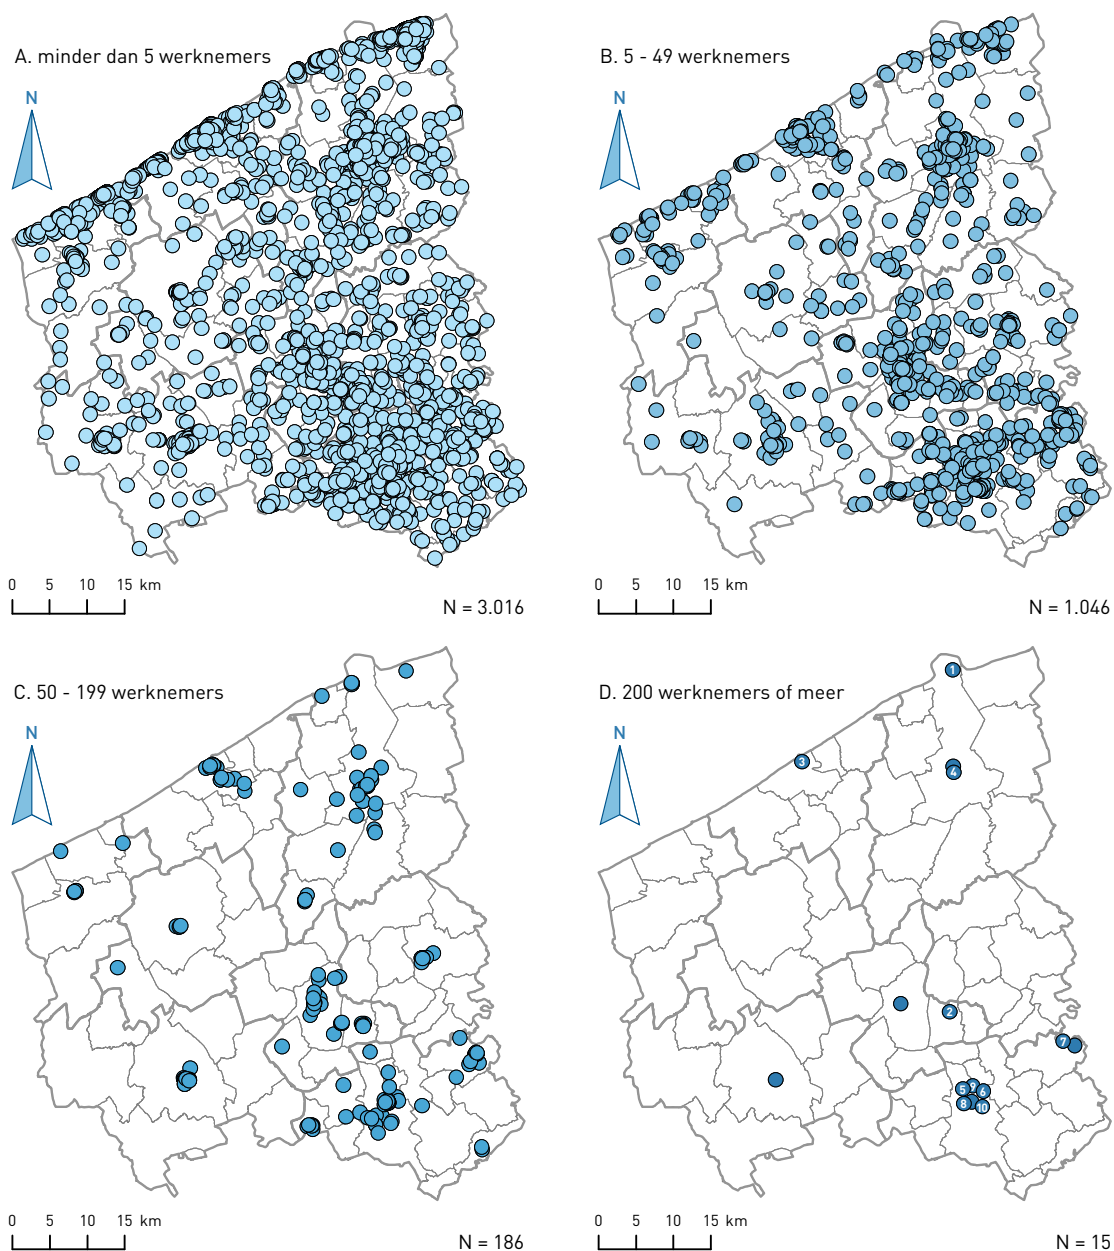 A. minder dan 5 werknemers
N
0 5 10 15 km
N = 3.016
B. 5 - 49 werknemers
N
0 5 10 15 km
N = 1.046
C. 50 - 199 werknemers
N
0 5 10 15 km
N = 186
D. 200 werknemers of meer
N
1
3
4
2
7
9
5
6
8
10
0 5 10 15 km
N = 15